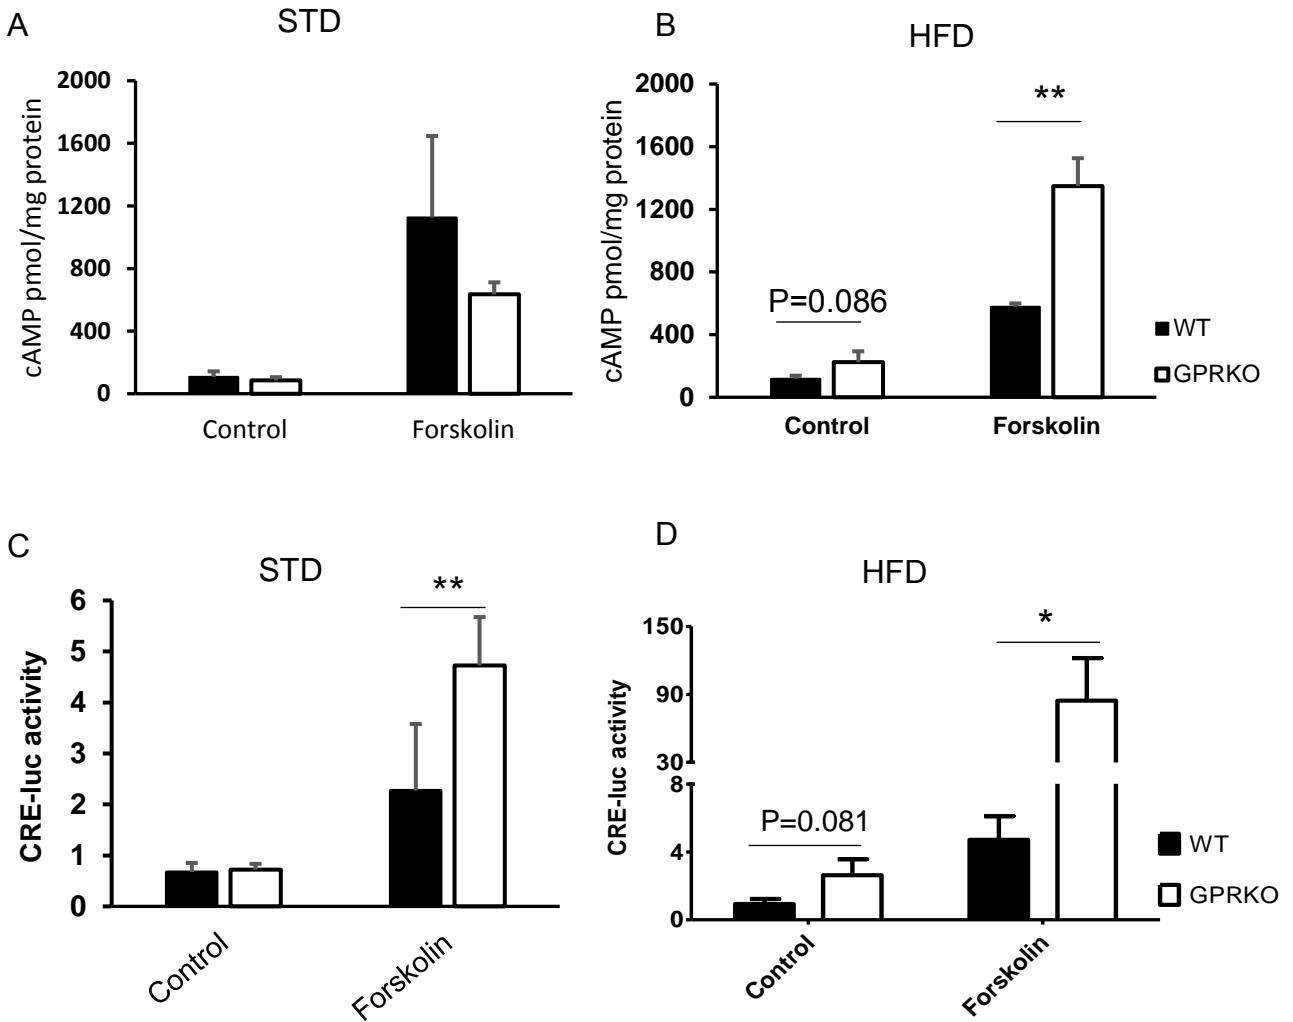 A
STD
cAMP pmol/mg protein
2000
1600
1200
800
400
0
Control
Forskolin
B
HFD
cAMP pmol/mg protein
2000
1600
1200
800
400
0
P=0.086
**
Control
Forskolin
WT
GPRKO
C
STD
CRE-luc activity
6
5
4
3
2
1
0
**
Control
Forskolin
D
HFD
CRE-luc activity
150
90
30
8
4
0
P=0.081
*
Control
Forskolin
WT
GPRKO